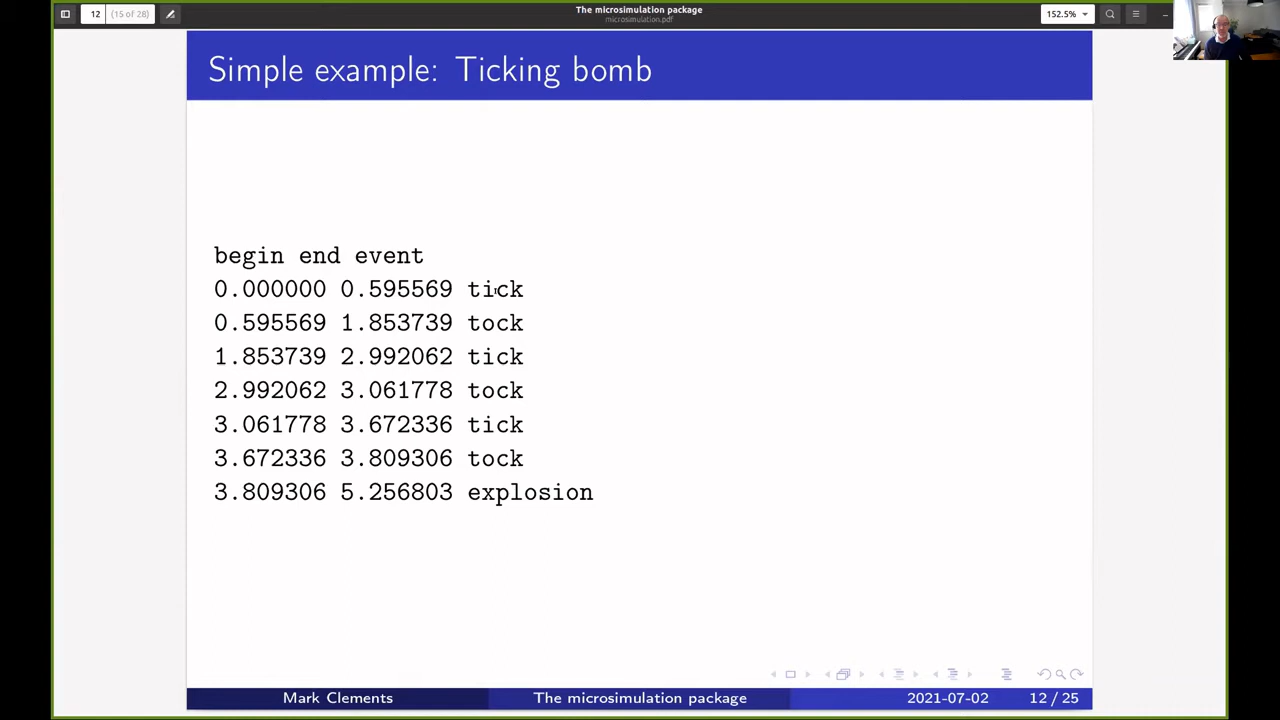 The microsimulation package
microsimulation.pdf
12 (15 of 28)
152.5%
Simple example: Ticking bomb
begin end event
0.000000 0.595569 tick
0.595569 1.853739 tock
1.853739 2.992062 tick
2.992062 3.061778 tock
3.061778 3.672336 tick
3.672336 3.809306 tock
3.809306 5.256803 explosion
Mark Clements The microsimulation package 2021-07-02 12 / 25